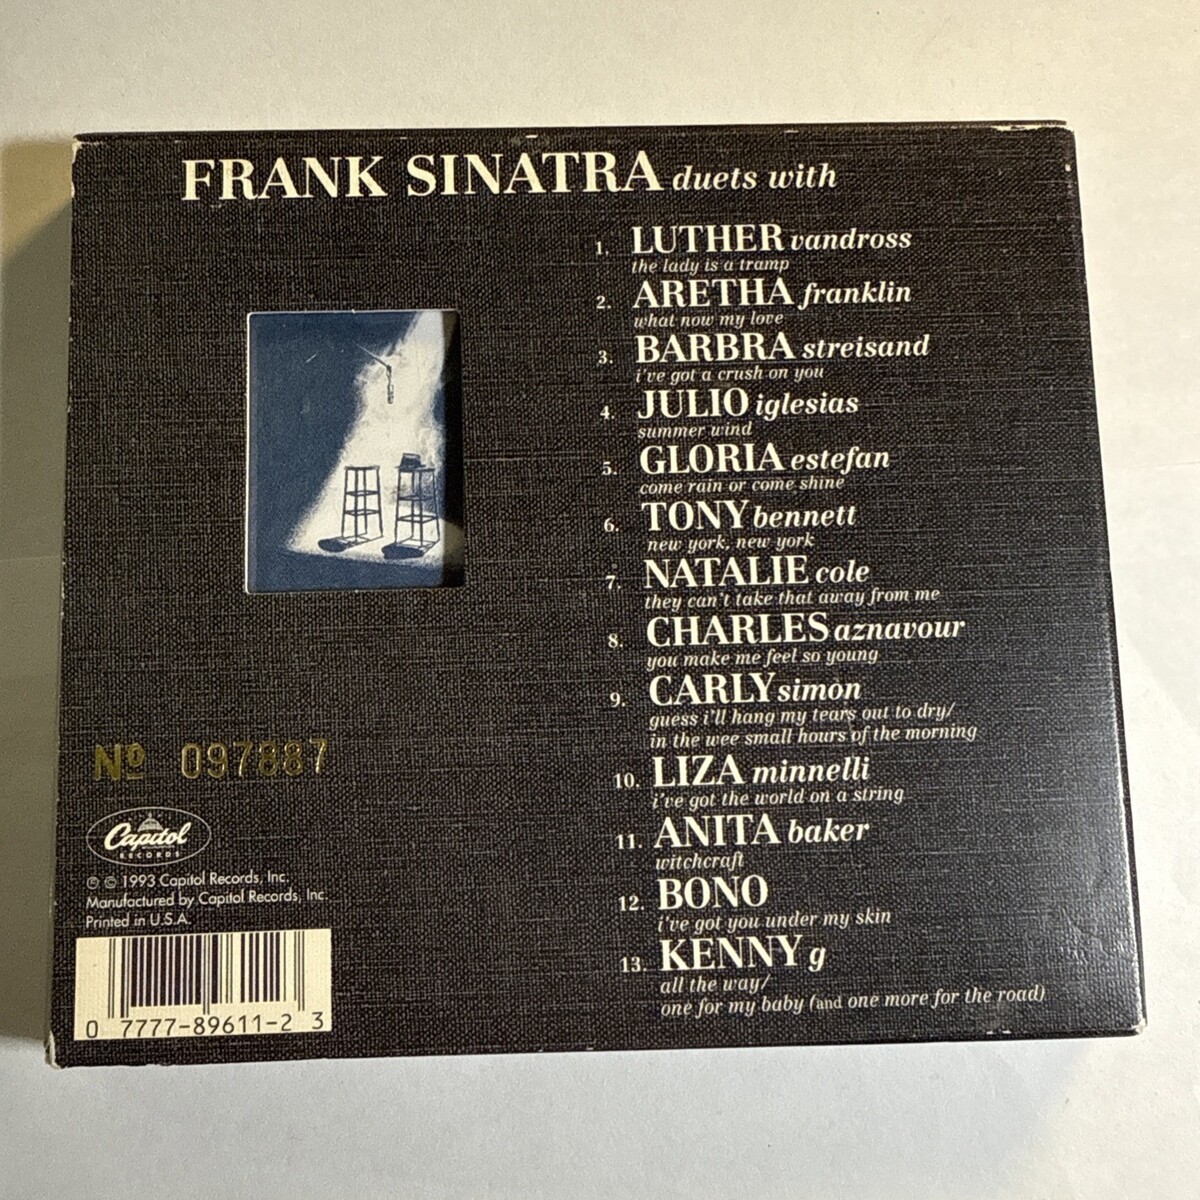 FRANK SINATRA duets with
1. LUTHER vandross
the lady is a tramp
2. ARETHA franklin
what now my love
3. BARBRA streisand
i've got a crush on you
4. JULIO iglesias
summer wind
5. GLORIA estefan
come rain or come shine
6. TONY bennett
new york, new york
7. NATALIE cole
they can't take that away from me
8. CHARLES aznavour
you make me feel so young
9. CARLY simon
guess i'll hang my tears out to dry/
in the wee small hours of the morning
10. LIZA minnelli
i've got the world on a string
11. ANITA baker
witchcraft
12. BONO
i've got you under my skin
13. KENNY g
all the way/
one for my baby (and one more for the road)
Nº 097887
Capitol
RECORDS
℗ © 1993 Capitol Records, Inc.
Manufactured by Capitol Records, Inc.
Printed in U.S.A.
0 7777-89611-2 3